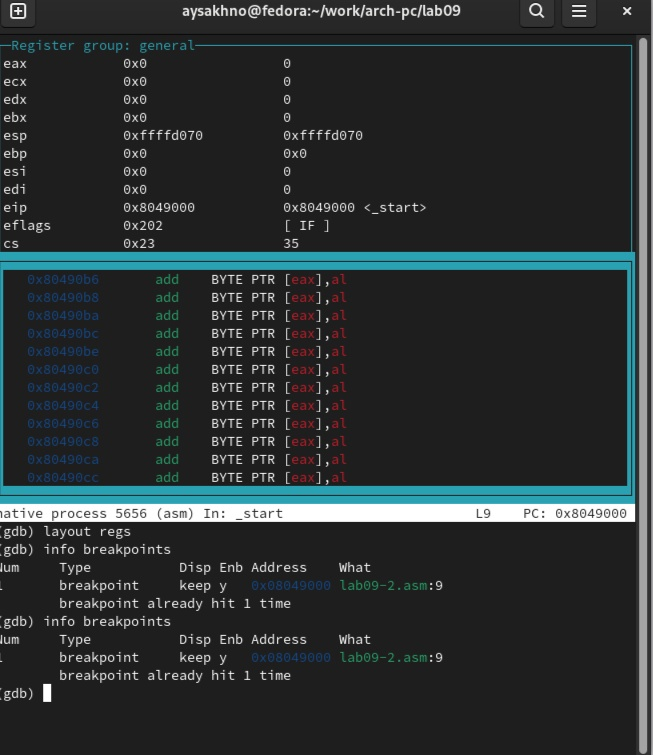 aysakhno@fedora:~/work/arch-pc/lab09
Register group: general
eax 0x0 0
ecx 0x0 0
edx 0x0 0
ebx 0x0 0
esp 0xffffd070 0xffffd070
ebp 0x0 0x0
esi 0x0 0
edi 0x0 0
eip 0x8049000 0x8049000 <_start>
eflags 0x202 [ IF ]
cs 0x23 35
0x80490b6 add BYTE PTR [eax],al
0x80490b8 add BYTE PTR [eax],al
0x80490ba add BYTE PTR [eax],al
0x80490bc add BYTE PTR [eax],al
0x80490be add BYTE PTR [eax],al
0x80490c0 add BYTE PTR [eax],al
0x80490c2 add BYTE PTR [eax],al
0x80490c4 add BYTE PTR [eax],al
0x80490c6 add BYTE PTR [eax],al
0x80490c8 add BYTE PTR [eax],al
0x80490ca add BYTE PTR [eax],al
0x80490cc add BYTE PTR [eax],al
native process 5656 (asm) In: _start L9 PC: 0x8049000
(gdb) layout regs
(gdb) info breakpoints
Num Type Disp Enb Address What
1 breakpoint keep y 0x08049000 lab09-2.asm:9
breakpoint already hit 1 time
(gdb) info breakpoints
Num Type Disp Enb Address What
1 breakpoint keep y 0x08049000 lab09-2.asm:9
breakpoint already hit 1 time
(gdb)